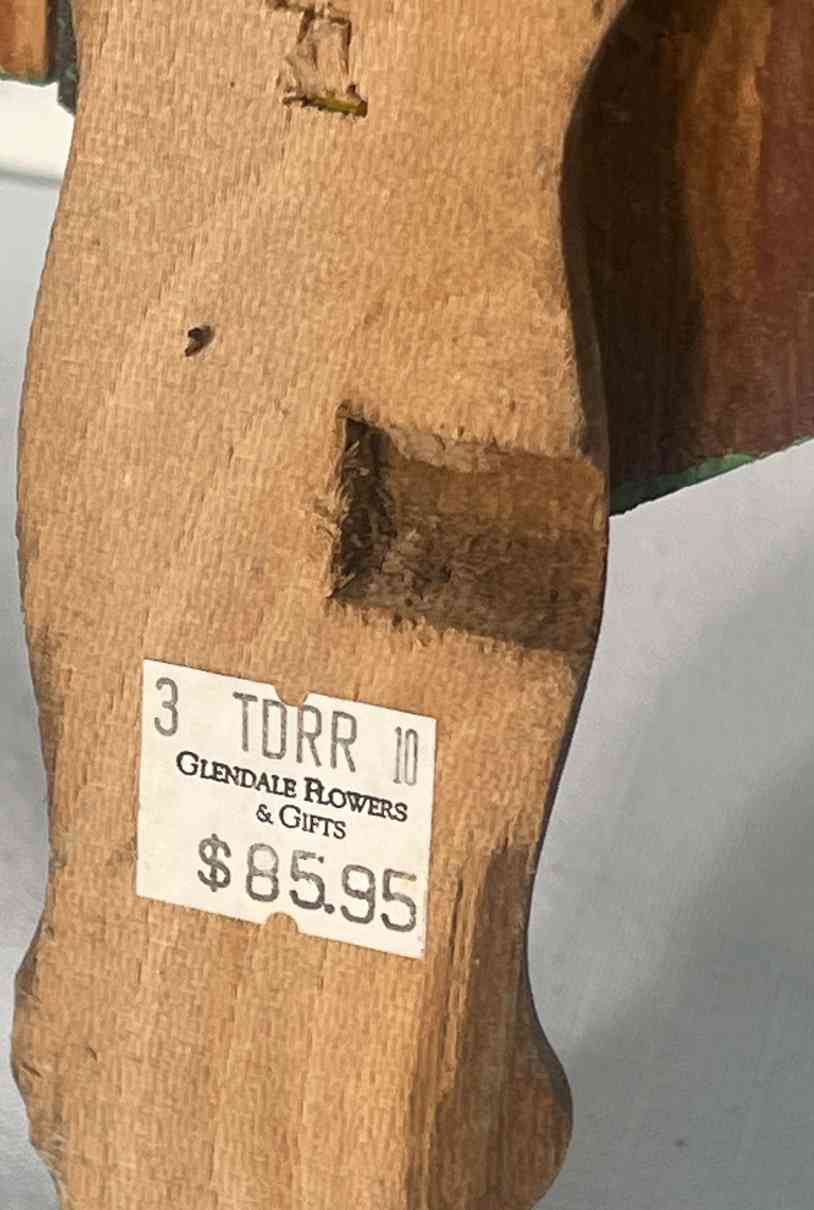 3 TDRR 10
GLENDALE FLOWERS
& GIFTS
$85.95